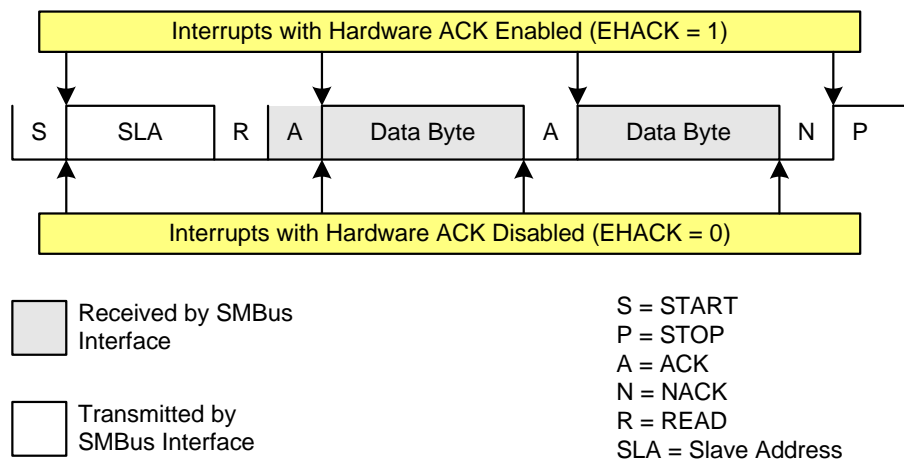 Interrupts with Hardware ACK Enabled (EHACK = 1)
S SLA R A Data Byte A Data Byte N P
Interrupts with Hardware ACK Disabled (EHACK = 0)
Received by SMBus
Interface
Transmitted by
SMBus Interface
S = START
P = STOP
A = ACK
N = NACK
R = READ
SLA = Slave Address